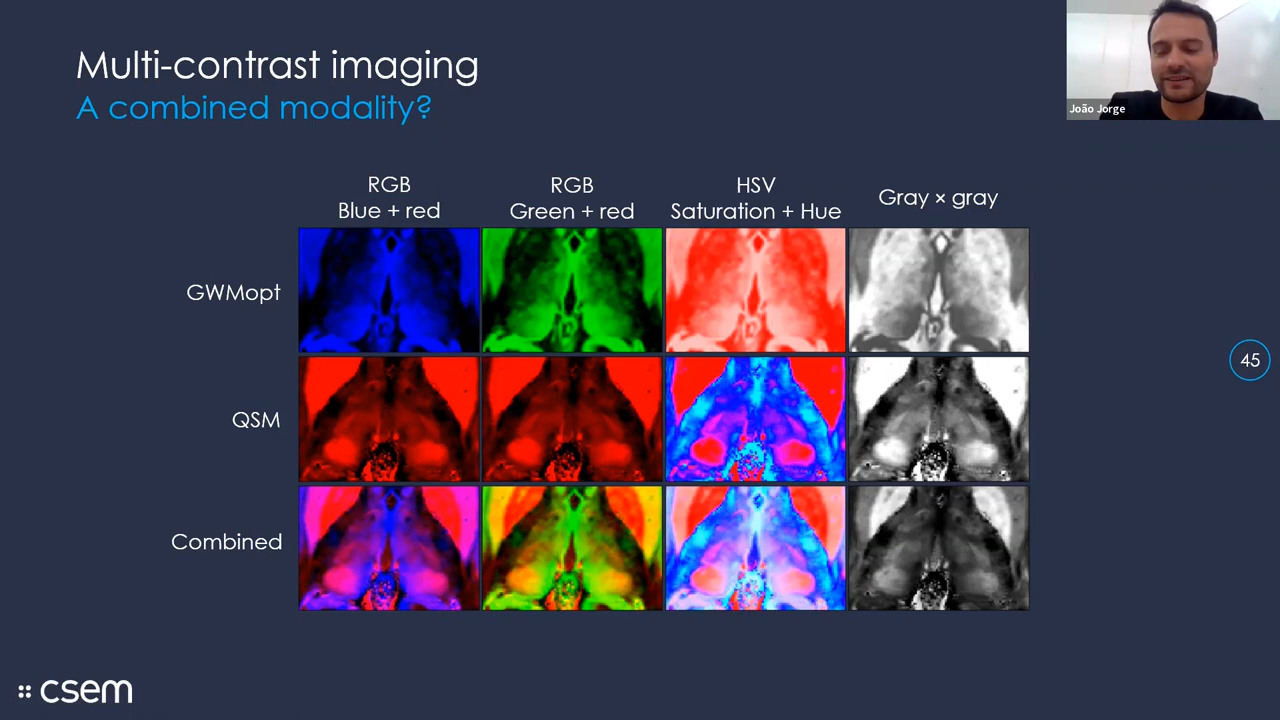 Multi-contrast imaging
A combined modality?
João Jorge
RGB
Blue + red
RGB
Green + red
HSV
Saturation + Hue
Gray × gray
GWMopt
QSM
Combined
45
csem